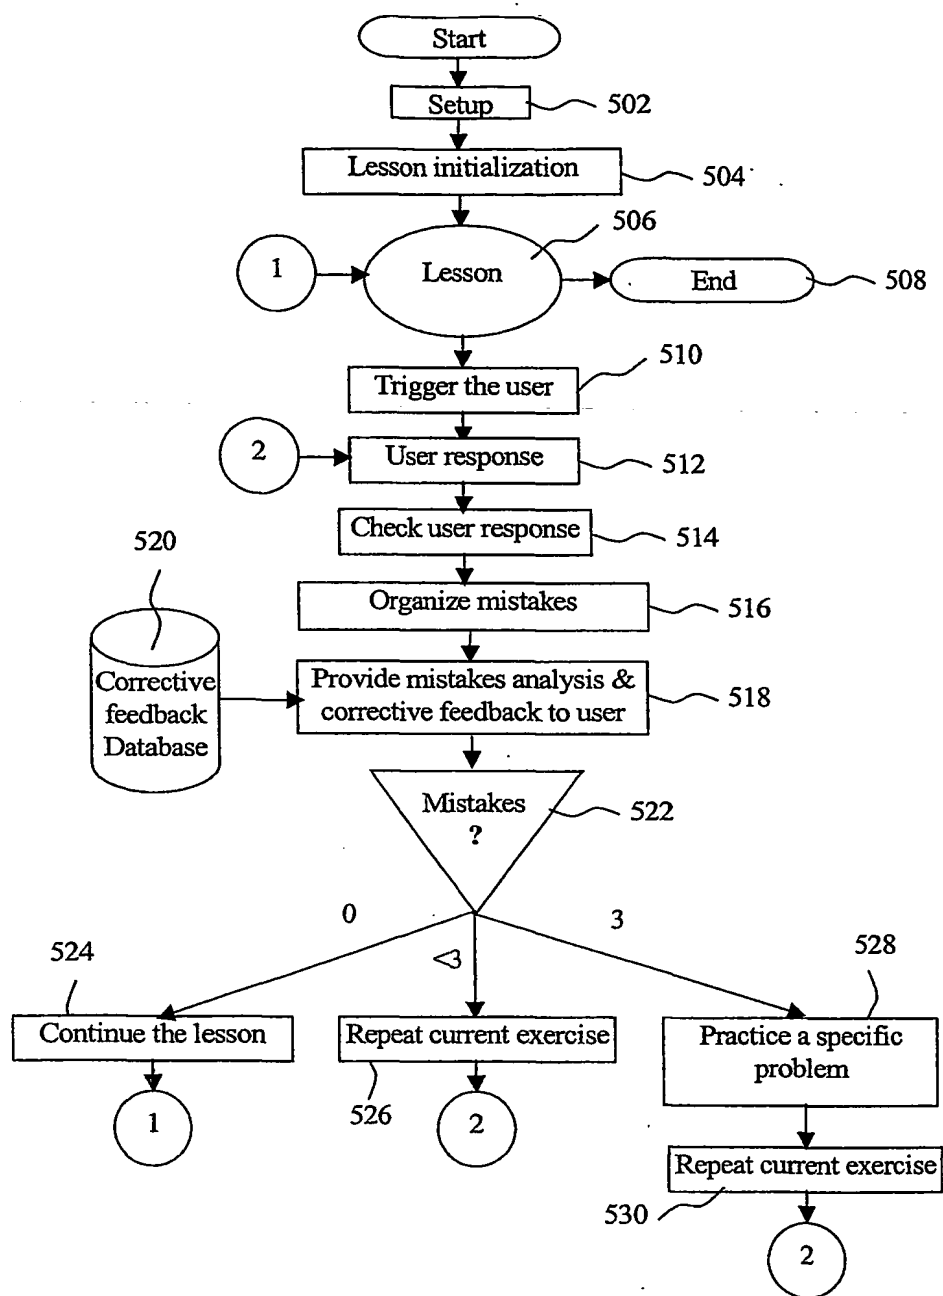 Start
Setup
502
Lesson initialization
504
506
1
Lesson
End
508
510
Trigger the user
2
User response
512
Check user response
514
520
Organize mistakes
516
Corrective
feedback
Database
Provide mistakes analysis &
corrective feedback to user
518
Mistakes
?
522
0
<3
3
524
528
Continue the lesson
Repeat current exercise
Practice a specific
problem
526
1
2
Repeat current exercise
530
2